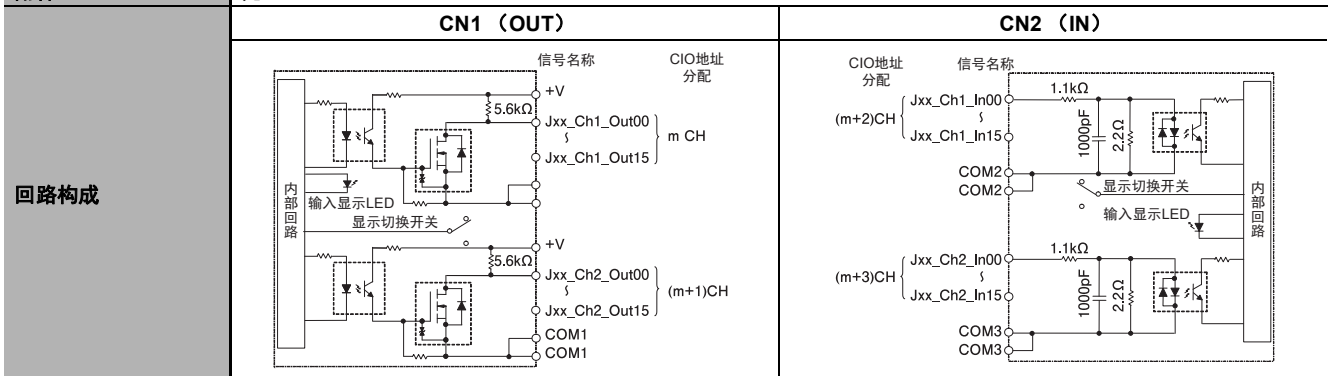 CN1 （OUT）
CN2 （IN）
回路构成
信号名称
CIO地址
分配
+V
5.6kΩ
Jxx_Ch1_Out00
~
Jxx_Ch1_Out15
m CH
内部回路
输入显示LED
显示切换开关
+V
5.6kΩ
Jxx_Ch2_Out00
~
Jxx_Ch2_Out15
(m+1)CH
COM1
COM1
CIO地址
分配
信号名称
1.1kΩ
Jxx_Ch1_In00
~
Jxx_Ch1_In15
(m+2)CH
1000pF
2.2Ω
COM2
COM2
显示切换开关
输入显示LED
内部回路
1.1kΩ
Jxx_Ch2_In00
~
Jxx_Ch2_In15
(m+3)CH
1000pF
2.2Ω
COM3
COM3